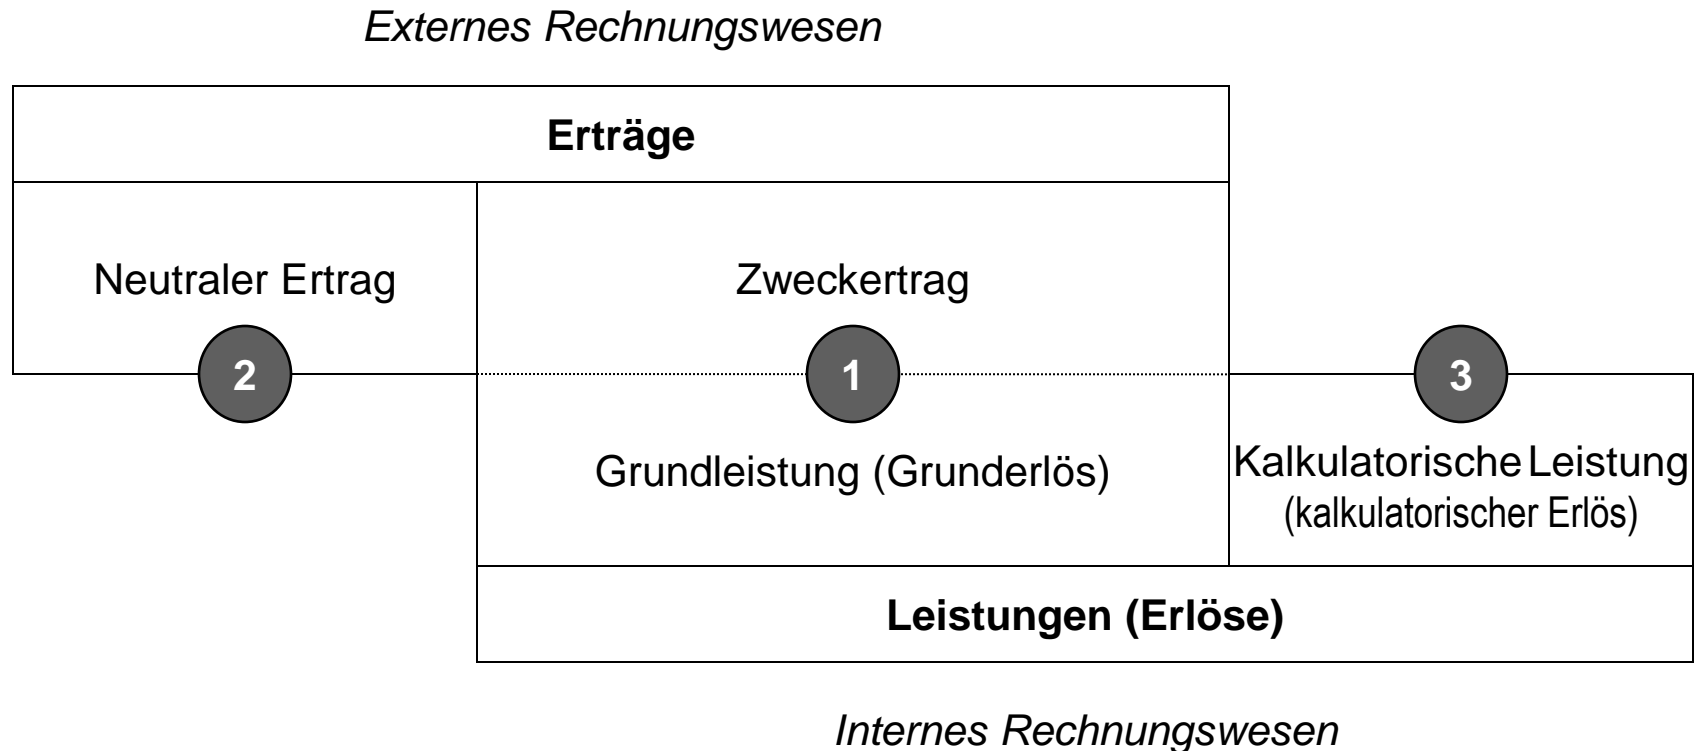 Externes Rechnungswesen
Erträge
Neutraler Ertrag
Zweckertrag
2
1
3
Grundleistung (Grunderlös)
Kalkulatorische Leistung
(kalkulatorischer Erlös)
Leistungen (Erlöse)
Internes Rechnungswesen